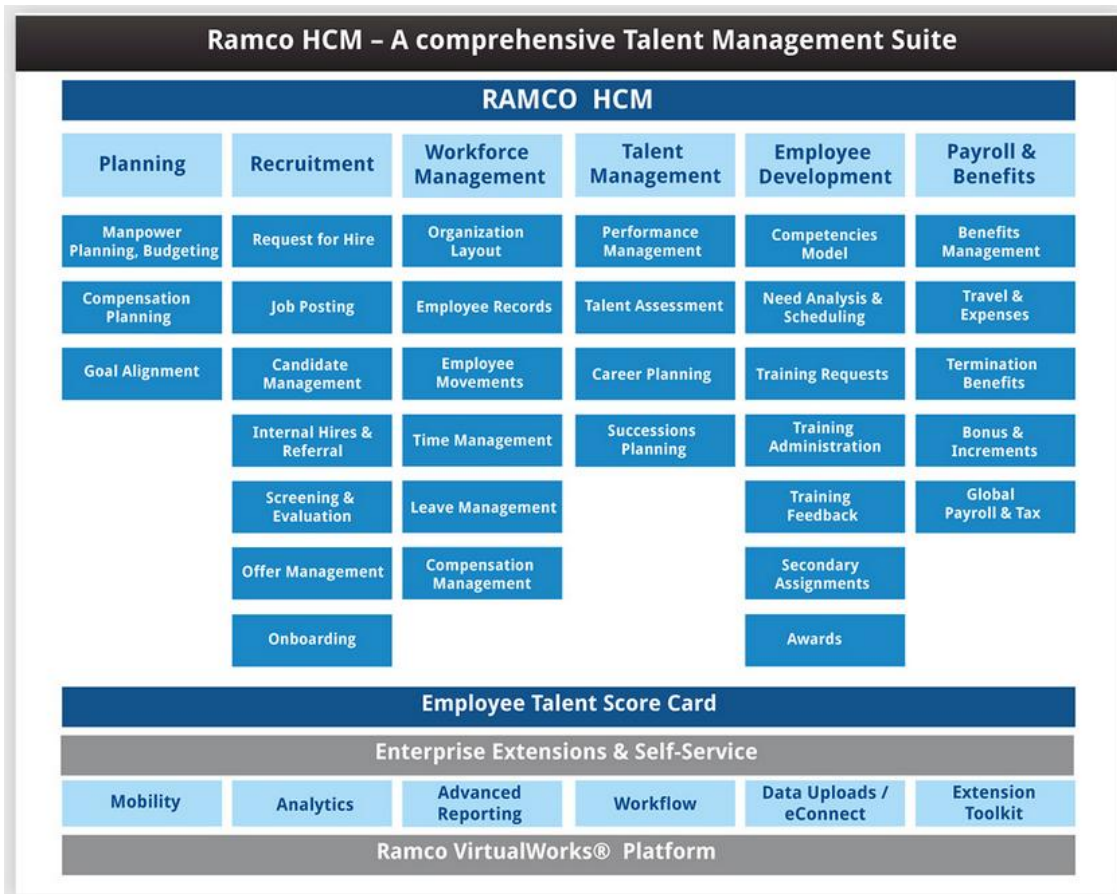 Ramco HCM – A comprehensive Talent Management Suite
RAMCO HCM
Planning
Recruitment
Workforce
Management
Talent
Management
Employee
Development
Payroll &
Benefits
Manpower
Planning, Budgeting
Request for Hire
Organization
Layout
Performance
Management
Competencies
Model
Benefits
Management
Compensation
Planning
Job Posting
Employee Records
Talent Assessment
Need Analysis &
Scheduling
Travel &
Expenses
Goal Alignment
Candidate
Management
Employee
Movements
Career Planning
Training Requests
Termination
Benefits
Internal Hires &
Referral
Time Management
Successions
Planning
Training
Administration
Bonus &
Increments
Screening &
Evaluation
Leave Management
Training
Feedback
Global
Payroll & Tax
Offer Management
Compensation
Management
Secondary
Assignments
Onboarding
Awards
Employee Talent Score Card
Enterprise Extensions & Self-Service
Mobility
Analytics
Advanced
Reporting
Workflow
Data Uploads /
eConnect
Extension
Toolkit
Ramco VirtualWorks® Platform